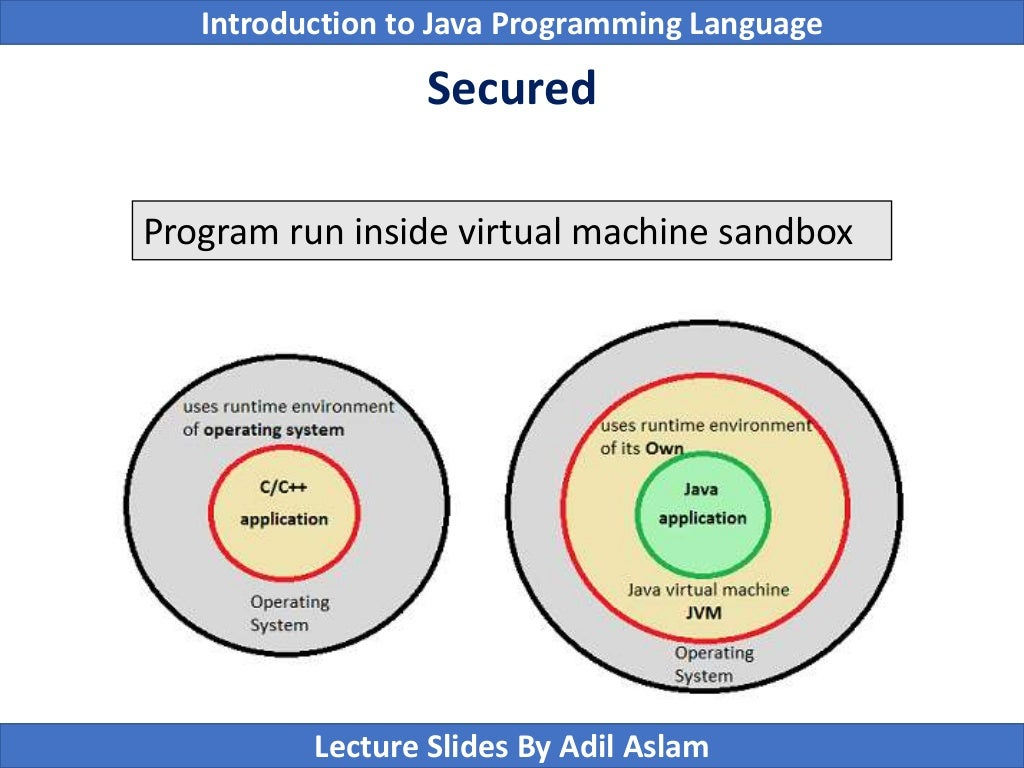 Introduction to Java Programming Language
Secured
Program run inside virtual machine sandbox
uses runtime environment
of operating system
C/C++
application
Operating
System
uses runtime environment
of its Own
Java
application
Java virtual machine
JVM
Operating
System
Lecture Slides By Adil Aslam